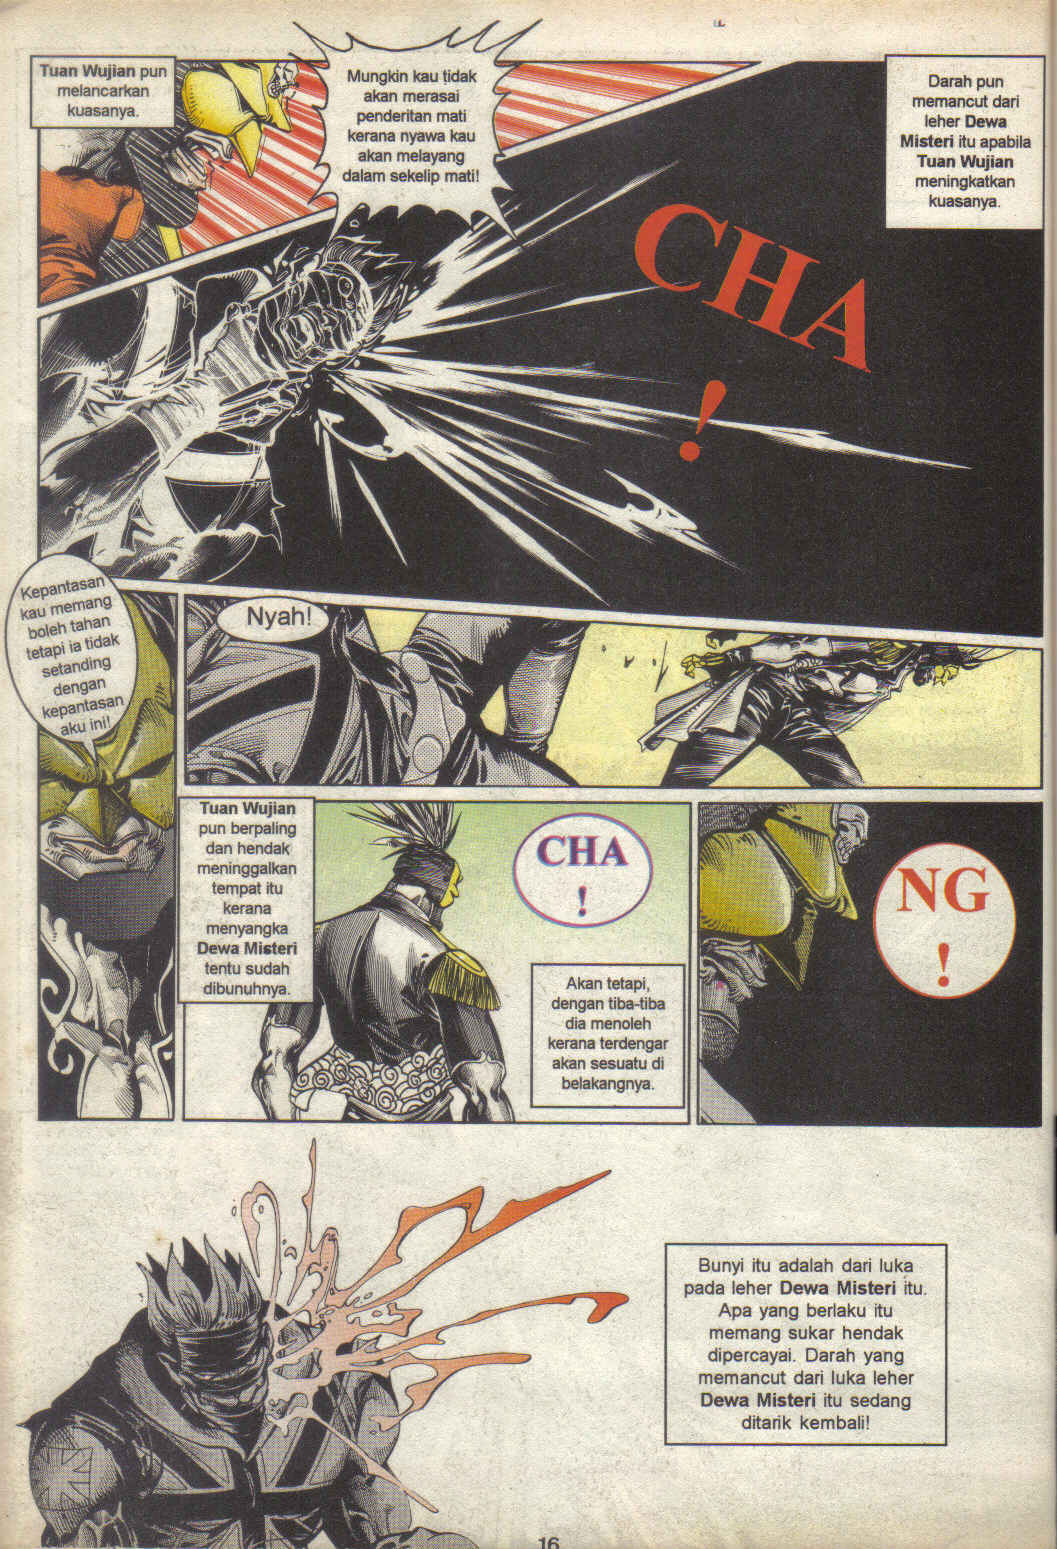 Tuan Wujian pun
melancarkan
kuasanya.
Mungkin kau tidak
akan merasai
penderitan mati
kerana nyawa kau
akan melayang
dalam sekelip mati!
Darah pun
memancut dari
leher Dewa
Misteri itu apabila
Tuan Wujian
meningkatkan
kuasanya.
CHA
!
Kepantasan
kau memang
boleh tahan
tetapi ia tidak
setanding
dengan
kepantasan
aku ini!
Nyah!
Tuan Wujian
pun berpaling
dan hendak
meninggalkan
tempat itu
kerana
menyangka
Dewa Misteri
tentu sudah
dibunuhnya.
CHA
!
Akan tetapi,
dengan tiba-tiba
dia menoleh
kerana terdengar
akan sesuatu di
belakangnya.
NG
!
Bunyi itu adalah dari luka
pada leher Dewa Misteri itu.
Apa yang berlaku itu
memang sukar hendak
dipercayai. Darah yang
memancut dari luka leher
Dewa Misteri itu sedang
ditarik kembali!
16